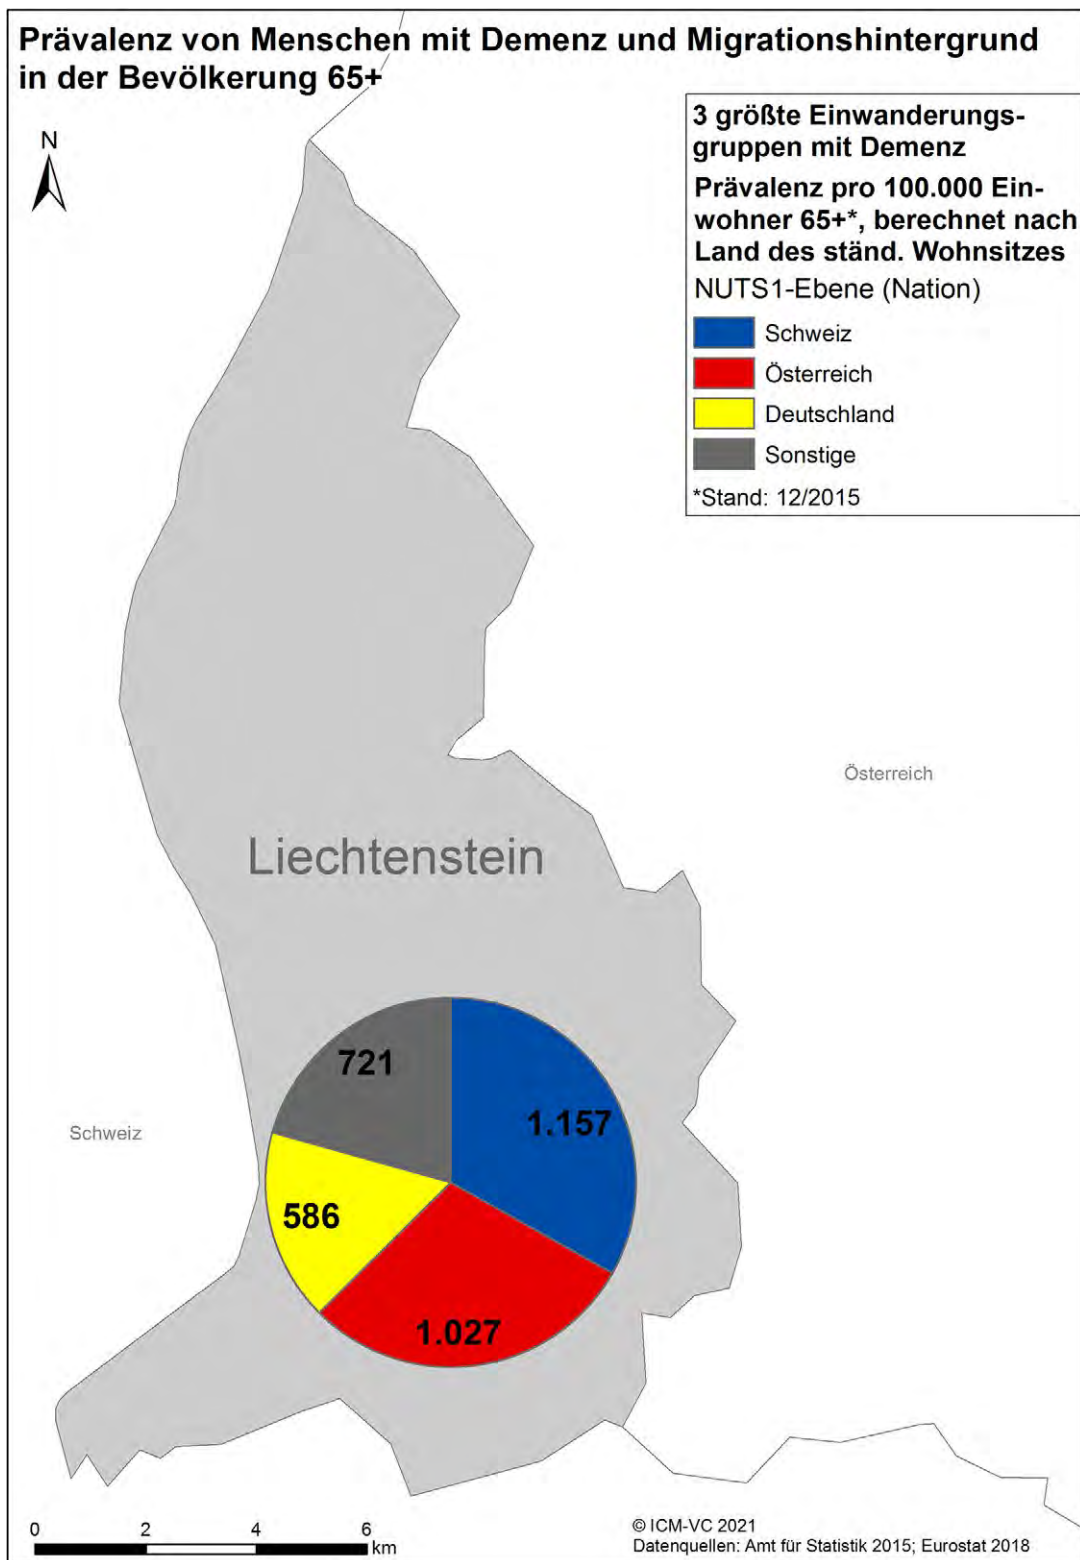 Prävalenz von Menschen mit Demenz und Migrationshintergrund
in der Bevölkerung 65+
N
3 größte Einwanderungs-
gruppen mit Demenz
Prävalenz pro 100.000 Ein-
wohner 65+*, berechnet nach
Land des ständ. Wohnsitzes
NUTS1-Ebene (Nation)
Schweiz
Österreich
Deutschland
Sonstige
*Stand: 12/2015
Österreich
Liechtenstein
721
1.157
Schweiz
586
1.027
0 2 4 6
km
© ICM-VC 2021
Datenquellen: Amt für Statistik 2015; Eurostat 2018